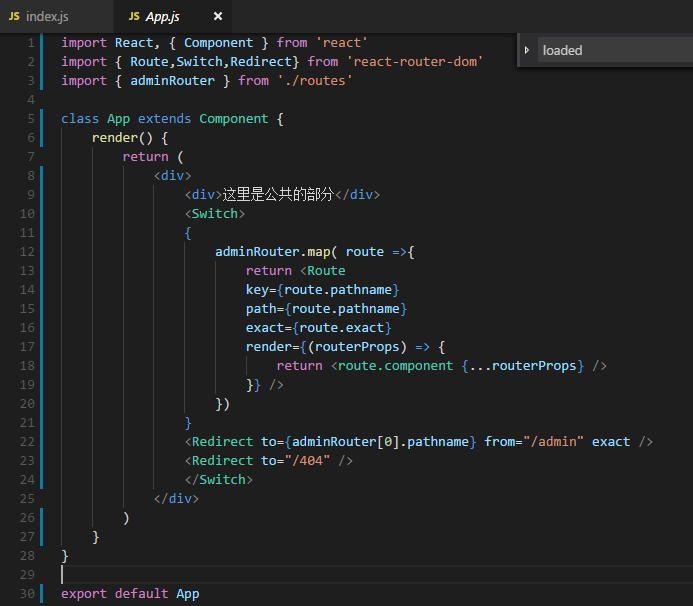 JS index.js
JS App.js ×
loaded
1 import React, { Component } from 'react'
2 import { Route,Switch,Redirect} from 'react-router-dom'
3 import { adminRouter } from './routes'
4
5 class App extends Component {
6 render() {
7 return (
8 <div>
9 <div>这里是公共的部分</div>
10 <Switch>
11 {
12 adminRouter.map( route =>{
13 return <Route
14 key={route.pathname}
15 path={route.pathname}
16 exact={route.exact}
17 render={(routerProps) => {
18 return <route.component {...routerProps} />
19 }} />
20 })
21 }
22 <Redirect to={adminRouter[0].pathname} from="/admin" exact />
23 <Redirect to="/404" />
24 </Switch>
25 </div>
26 )
27 }
28 }
29
30 export default App